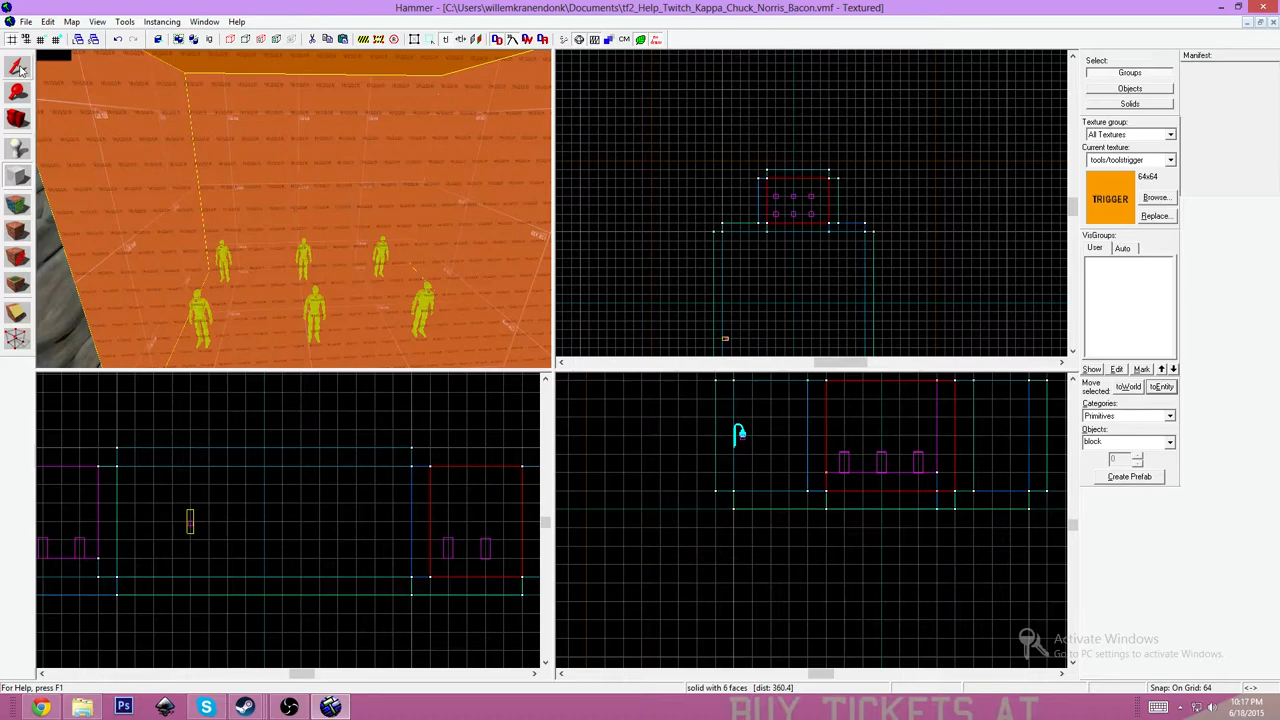 Hammer - [C:\Users\willemkranendonk\Documents\tf2_Help_Twitch_Kappa_Chuck_Norris_Bacon.vmf - Textured]
File Edit Map View Tools Instancing Window Help
Select:
Groups
Objects
Solids
Texture group:
All Textures
Current texture:
tools/toolstrigger
64x64
TRIGGER
Browse...
Replace...
VisGroups:
User Auto
Show Edit Mark
Move selected: toWorld toEntity
Categories:
Primitives
Objects:
block
0
Create Prefab
Manifest:
Activate Windows
Go to PC settings to activate Windows.
For Help, press F1
solid with 6 faces [dist: 360.4]
Snap: On Grid: 64
<->
BUY TICKETS AT
10:17 PM
6/18/2015